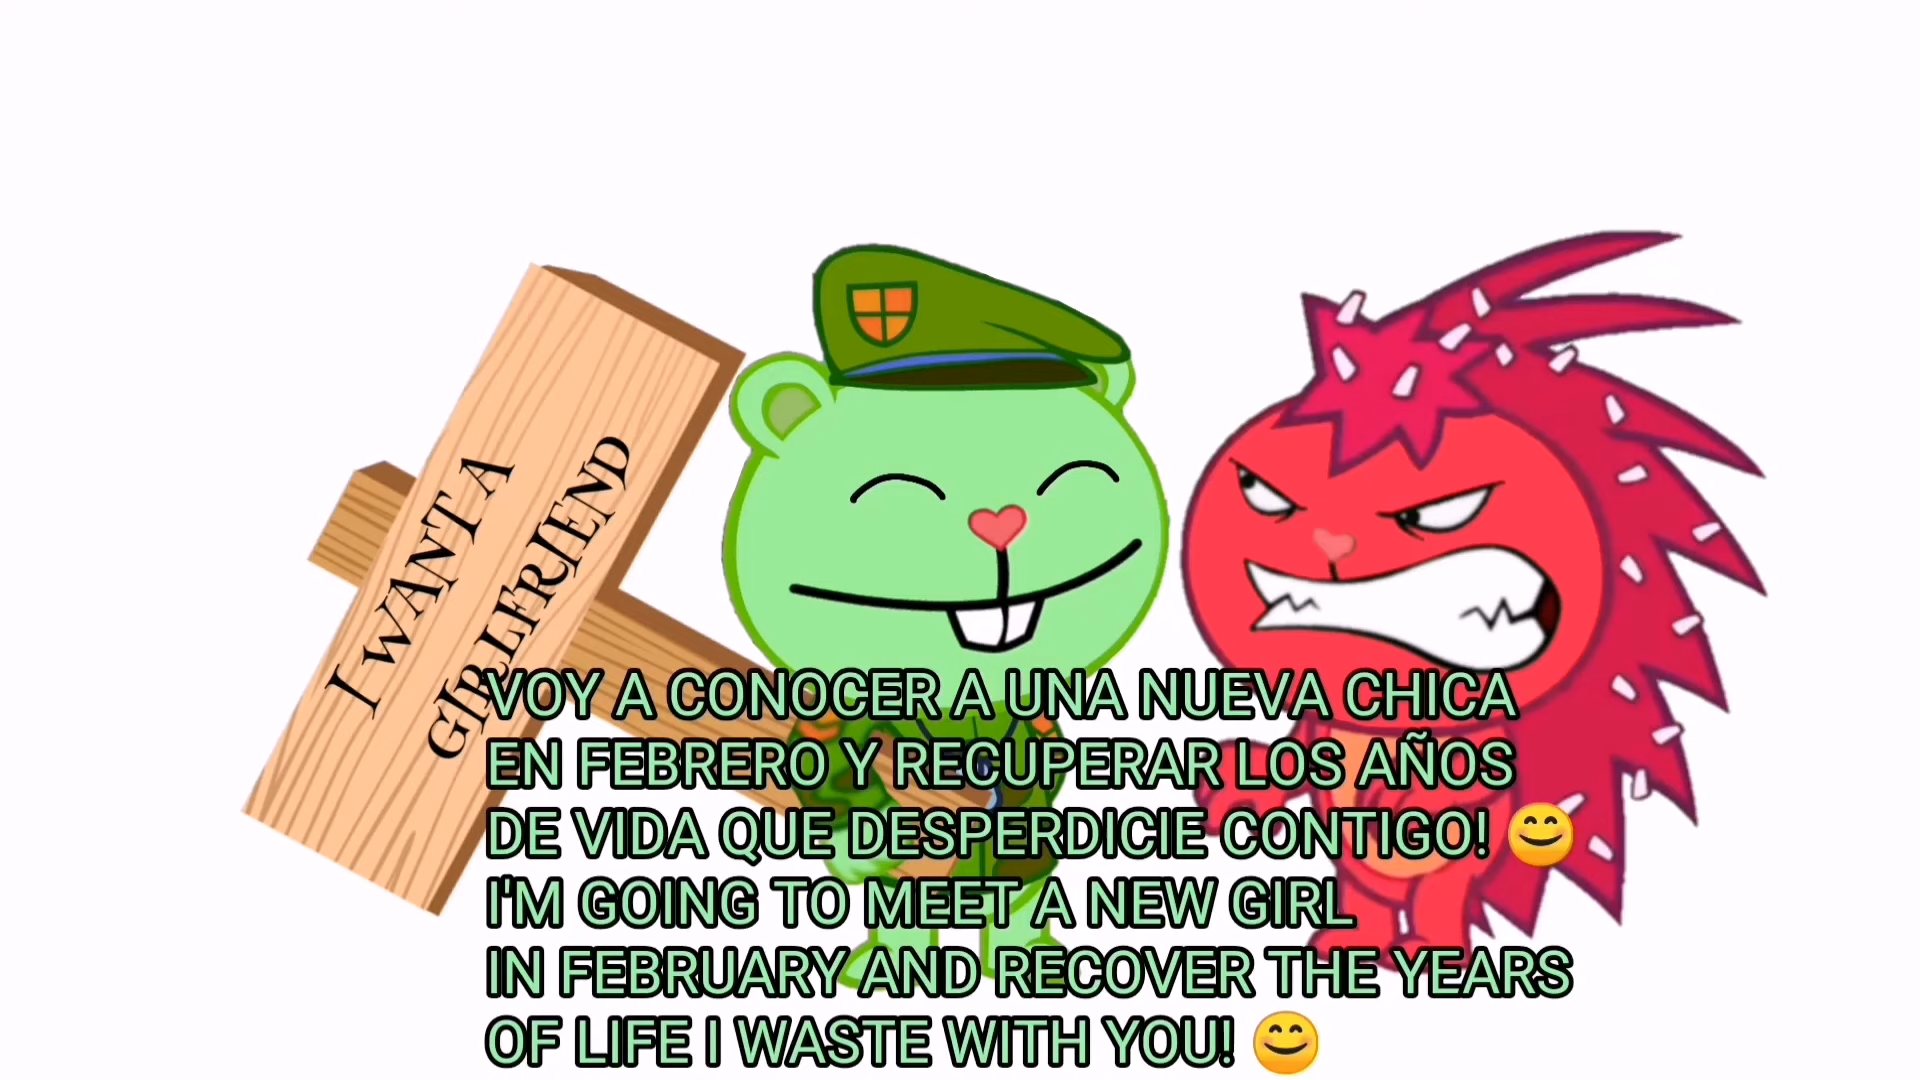 I WANT A
GIRLFRIEND
VOY A CONOCER A UNA NUEVA CHICA
EN FEBRERO Y RECUPERAR LOS AÑOS
DE VIDA QUE DESPERDICIE CONTIGO! 😊
I'M GOING TO MEET A NEW GIRL
IN FEBRUARY AND RECOVER THE YEARS
OF LIFE I WASTE WITH YOU! 😊